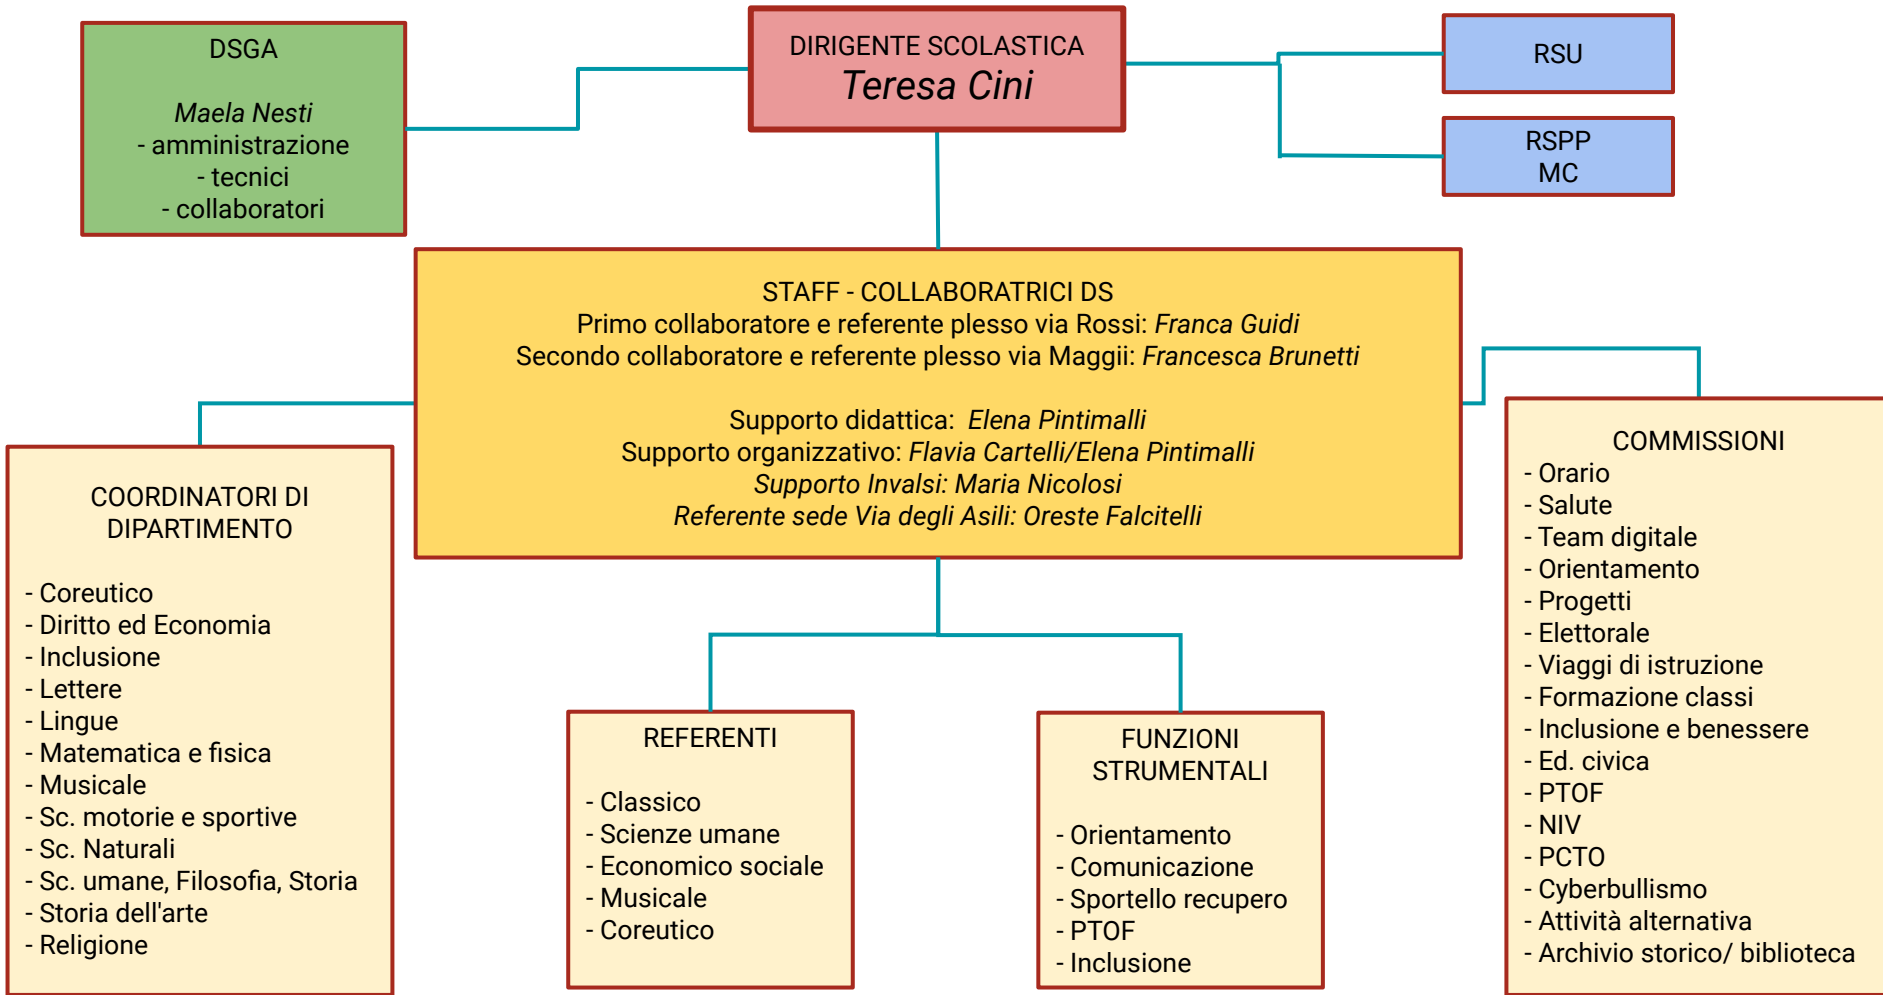 DSGA
Maela Nesti
- amministrazione
- tecnici
- collaboratori
DIRIGENTE SCOLASTICA
Teresa Cini
RSU
RSPP
MC
STAFF - COLLABORATRICI DS
Primo collaboratore e referente plesso via Rossi: Franca Guidi
Secondo collaboratore e referente plesso via Maggii: Francesca Brunetti
Supporto didattica: Elena Pintimalli
Supporto organizzativo: Flavia Cartelli/Elena Pintimalli
Supporto Invalsi: Maria Nicolosi
Referente sede Via degli Asili: Oreste Falcitelli
COORDINATORI DI
DIPARTIMENTO
- Coreutico
- Diritto ed Economia
- Inclusione
- Lettere
- Lingue
- Matematica e fisica
- Musicale
- Sc. motorie e sportive
- Sc. Naturali
- Sc. umane, Filosofia, Storia
- Storia dell'arte
- Religione
REFERENTI
- Classico
- Scienze umane
- Economico sociale
- Musicale
- Coreutico
FUNZIONI
STRUMENTALI
- Orientamento
- Comunicazione
- Sportello recupero
- PTOF
- Inclusione
COMMISSIONI
- Orario
- Salute
- Team digitale
- Orientamento
- Progetti
- Elettorale
- Viaggi di istruzione
- Formazione classi
- Inclusione e benessere
- Ed. civica
- PTOF
- NIV
- PCTO
- Cyberbullismo
- Attività alternativa
- Archivio storico/ biblioteca